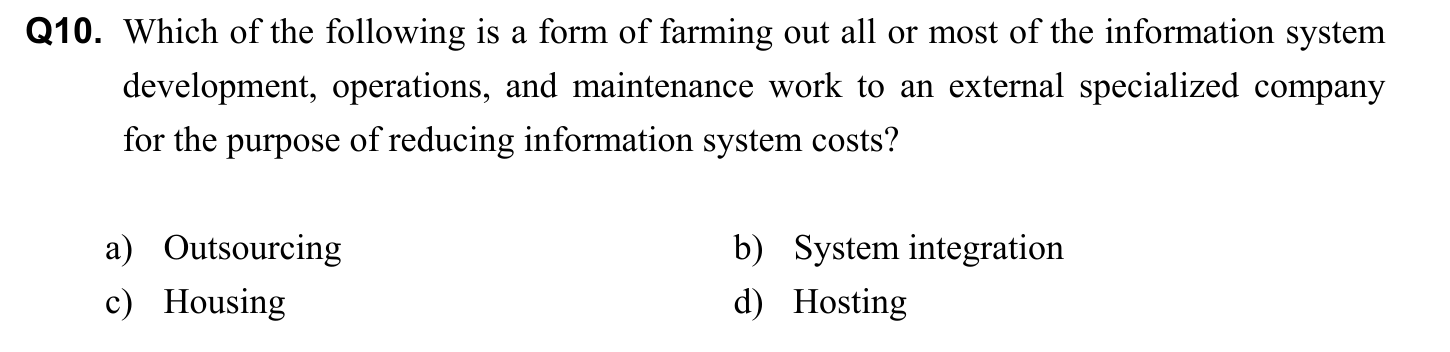 Q10. Which of the following is a form of farming out all or most of the information system
development, operations, and maintenance work to an external specialized company
for the purpose of reducing information system costs?
a) Outsourcing b) System integration
c) Housing d) Hosting